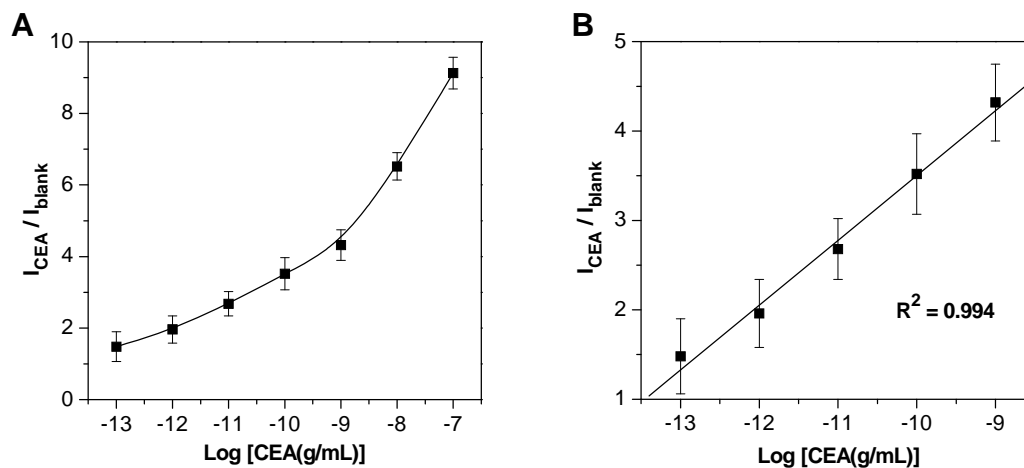 A
10
8
6
4
2
0
I_CEA / I_blank
-13 -12 -11 -10 -9 -8 -7
Log [CEA(g/mL)]
B
5
4
3
2
1
I_CEA / I_blank
R² = 0.994
-13 -12 -11 -10 -9
Log [CEA(g/mL)]